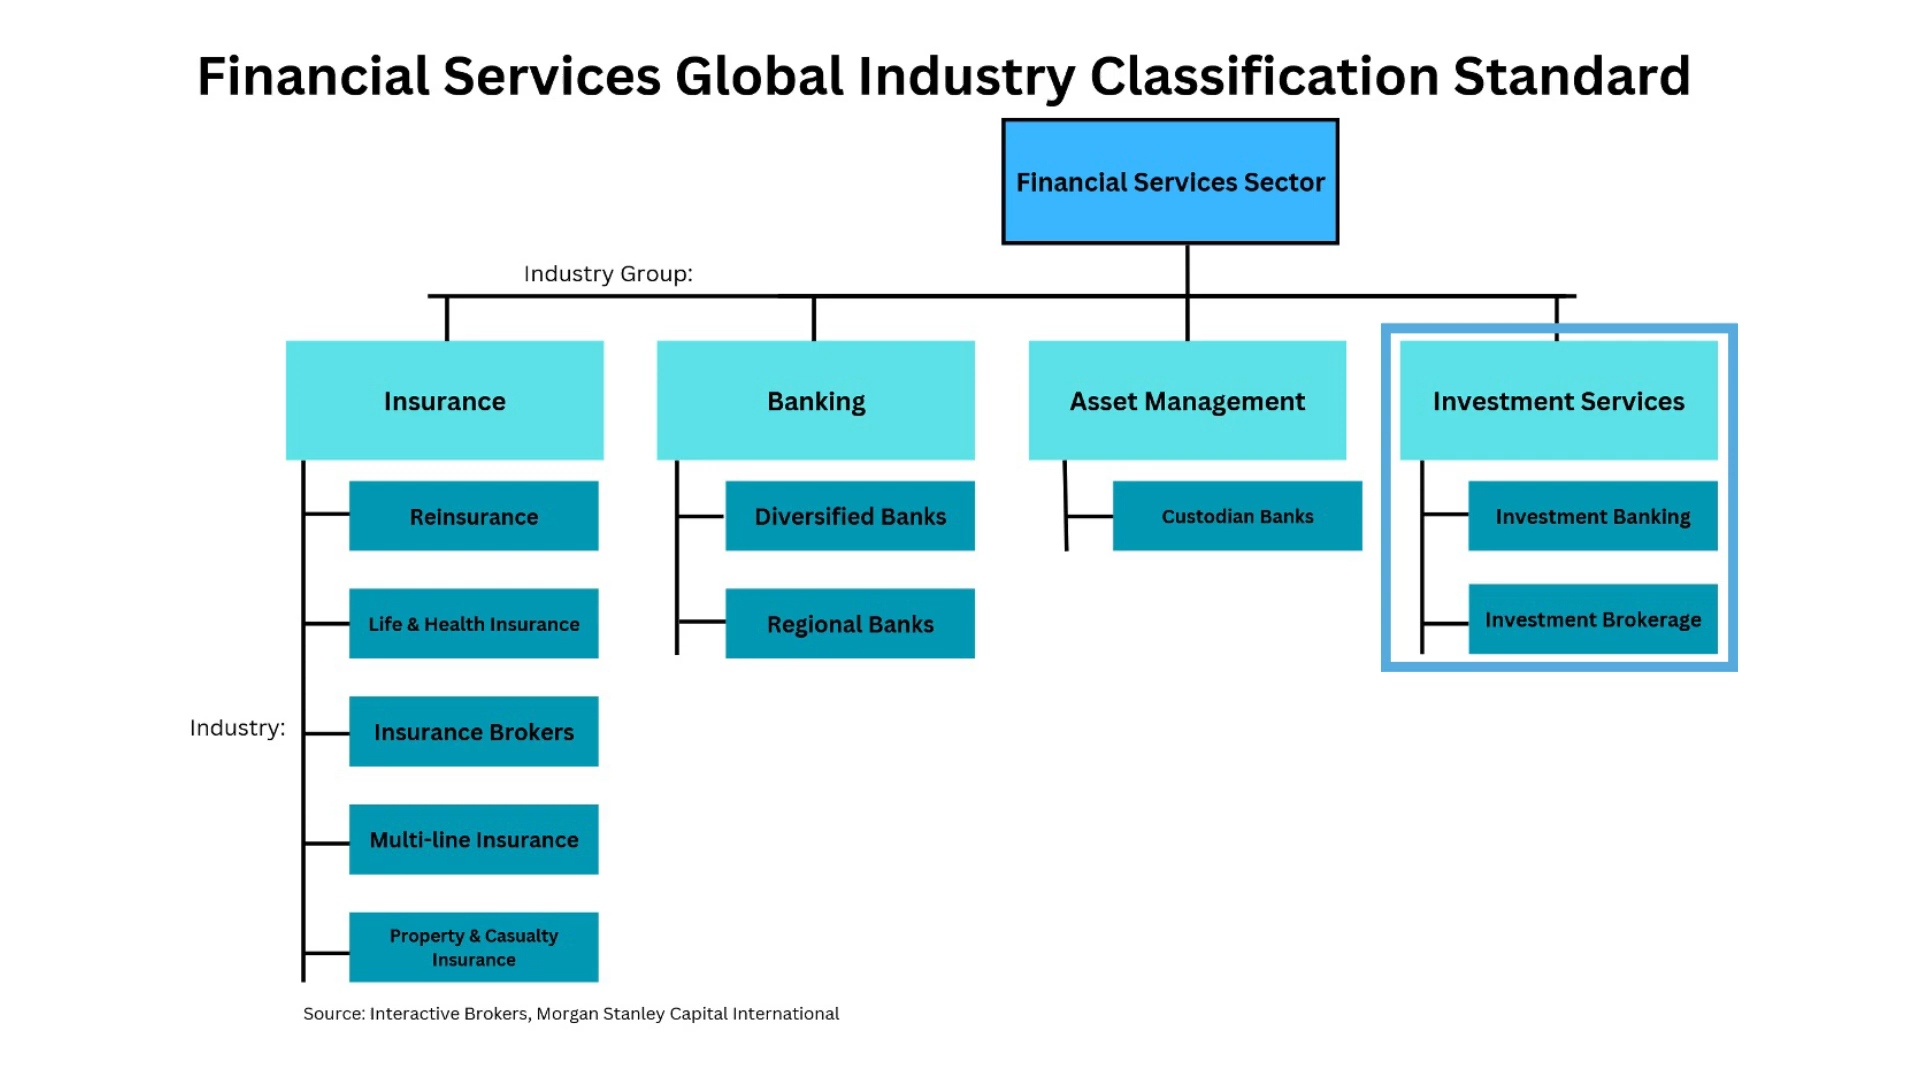 Financial Services Global Industry Classification Standard
Financial Services Sector
Industry Group:
Insurance
Banking
Asset Management
Investment Services
Reinsurance
Diversified Banks
Custodian Banks
Investment Banking
Life & Health Insurance
Regional Banks
Investment Brokerage
Industry:
Insurance Brokers
Multi-line Insurance
Property & Casualty
Insurance
Source: Interactive Brokers, Morgan Stanley Capital International